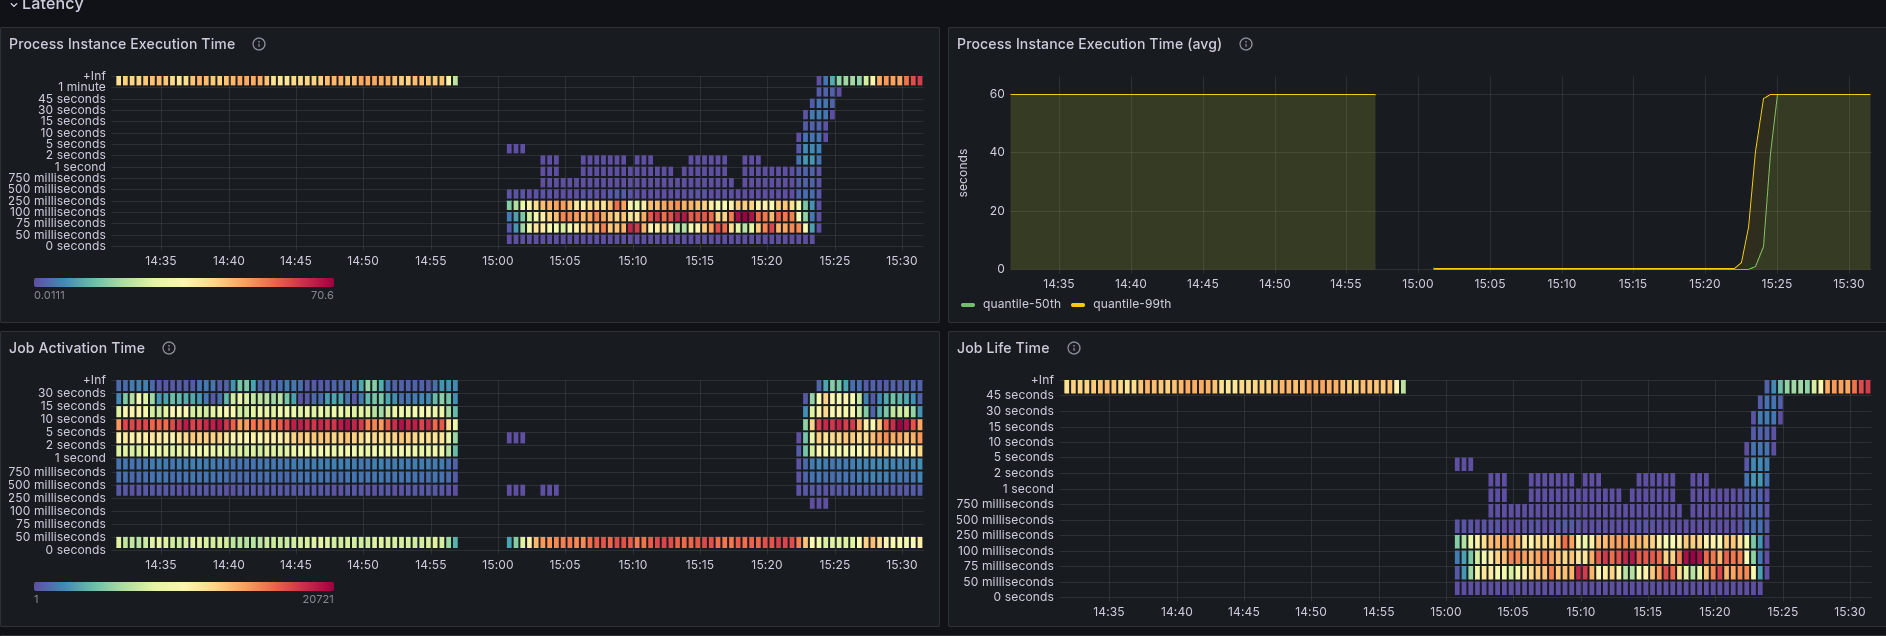 Latency
Process Instance Execution Time
+Inf
1 minute
45 seconds
30 seconds
15 seconds
10 seconds
5 seconds
2 seconds
1 second
750 milliseconds
500 milliseconds
250 milliseconds
100 milliseconds
75 milliseconds
50 milliseconds
0 seconds
14:35 14:40 14:45 14:50 14:55 15:00 15:05 15:10 15:15 15:20 15:25 15:30
0.0111 70.6
Process Instance Execution Time (avg)
seconds
60
40
20
0
14:35 14:40 14:45 14:50 14:55 15:00 15:05 15:10 15:15 15:20 15:25 15:30
quantile-50th quantile-99th
Job Activation Time
+Inf
30 seconds
15 seconds
10 seconds
5 seconds
2 seconds
1 second
750 milliseconds
500 milliseconds
250 milliseconds
100 milliseconds
75 milliseconds
50 milliseconds
0 seconds
14:35 14:40 14:45 14:50 14:55 15:00 15:05 15:10 15:15 15:20 15:25 15:30
1 20721
Job Life Time
+Inf
45 seconds
30 seconds
15 seconds
10 seconds
5 seconds
2 seconds
1 second
750 milliseconds
500 milliseconds
250 milliseconds
100 milliseconds
75 milliseconds
50 milliseconds
0 seconds
14:35 14:40 14:45 14:50 14:55 15:00 15:05 15:10 15:15 15:20 15:25 15:30